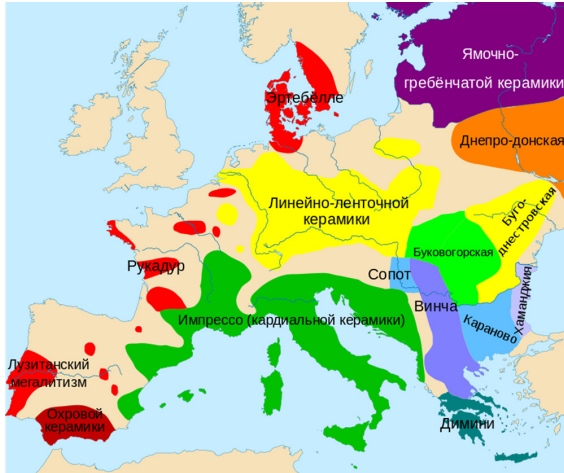 Ямочно-
гребёнчатой керамики
Эртебёлле
Днепро-донская
Линейно-ленточной
керамики
Буго-
днестровская
Буковогорская
Рукадур
Сопот
Хаманджия
Винча
Импрессо (кардиальной керамики)
Караново
Лузитанский
мегалитизм
Охровой
керамики
Димини